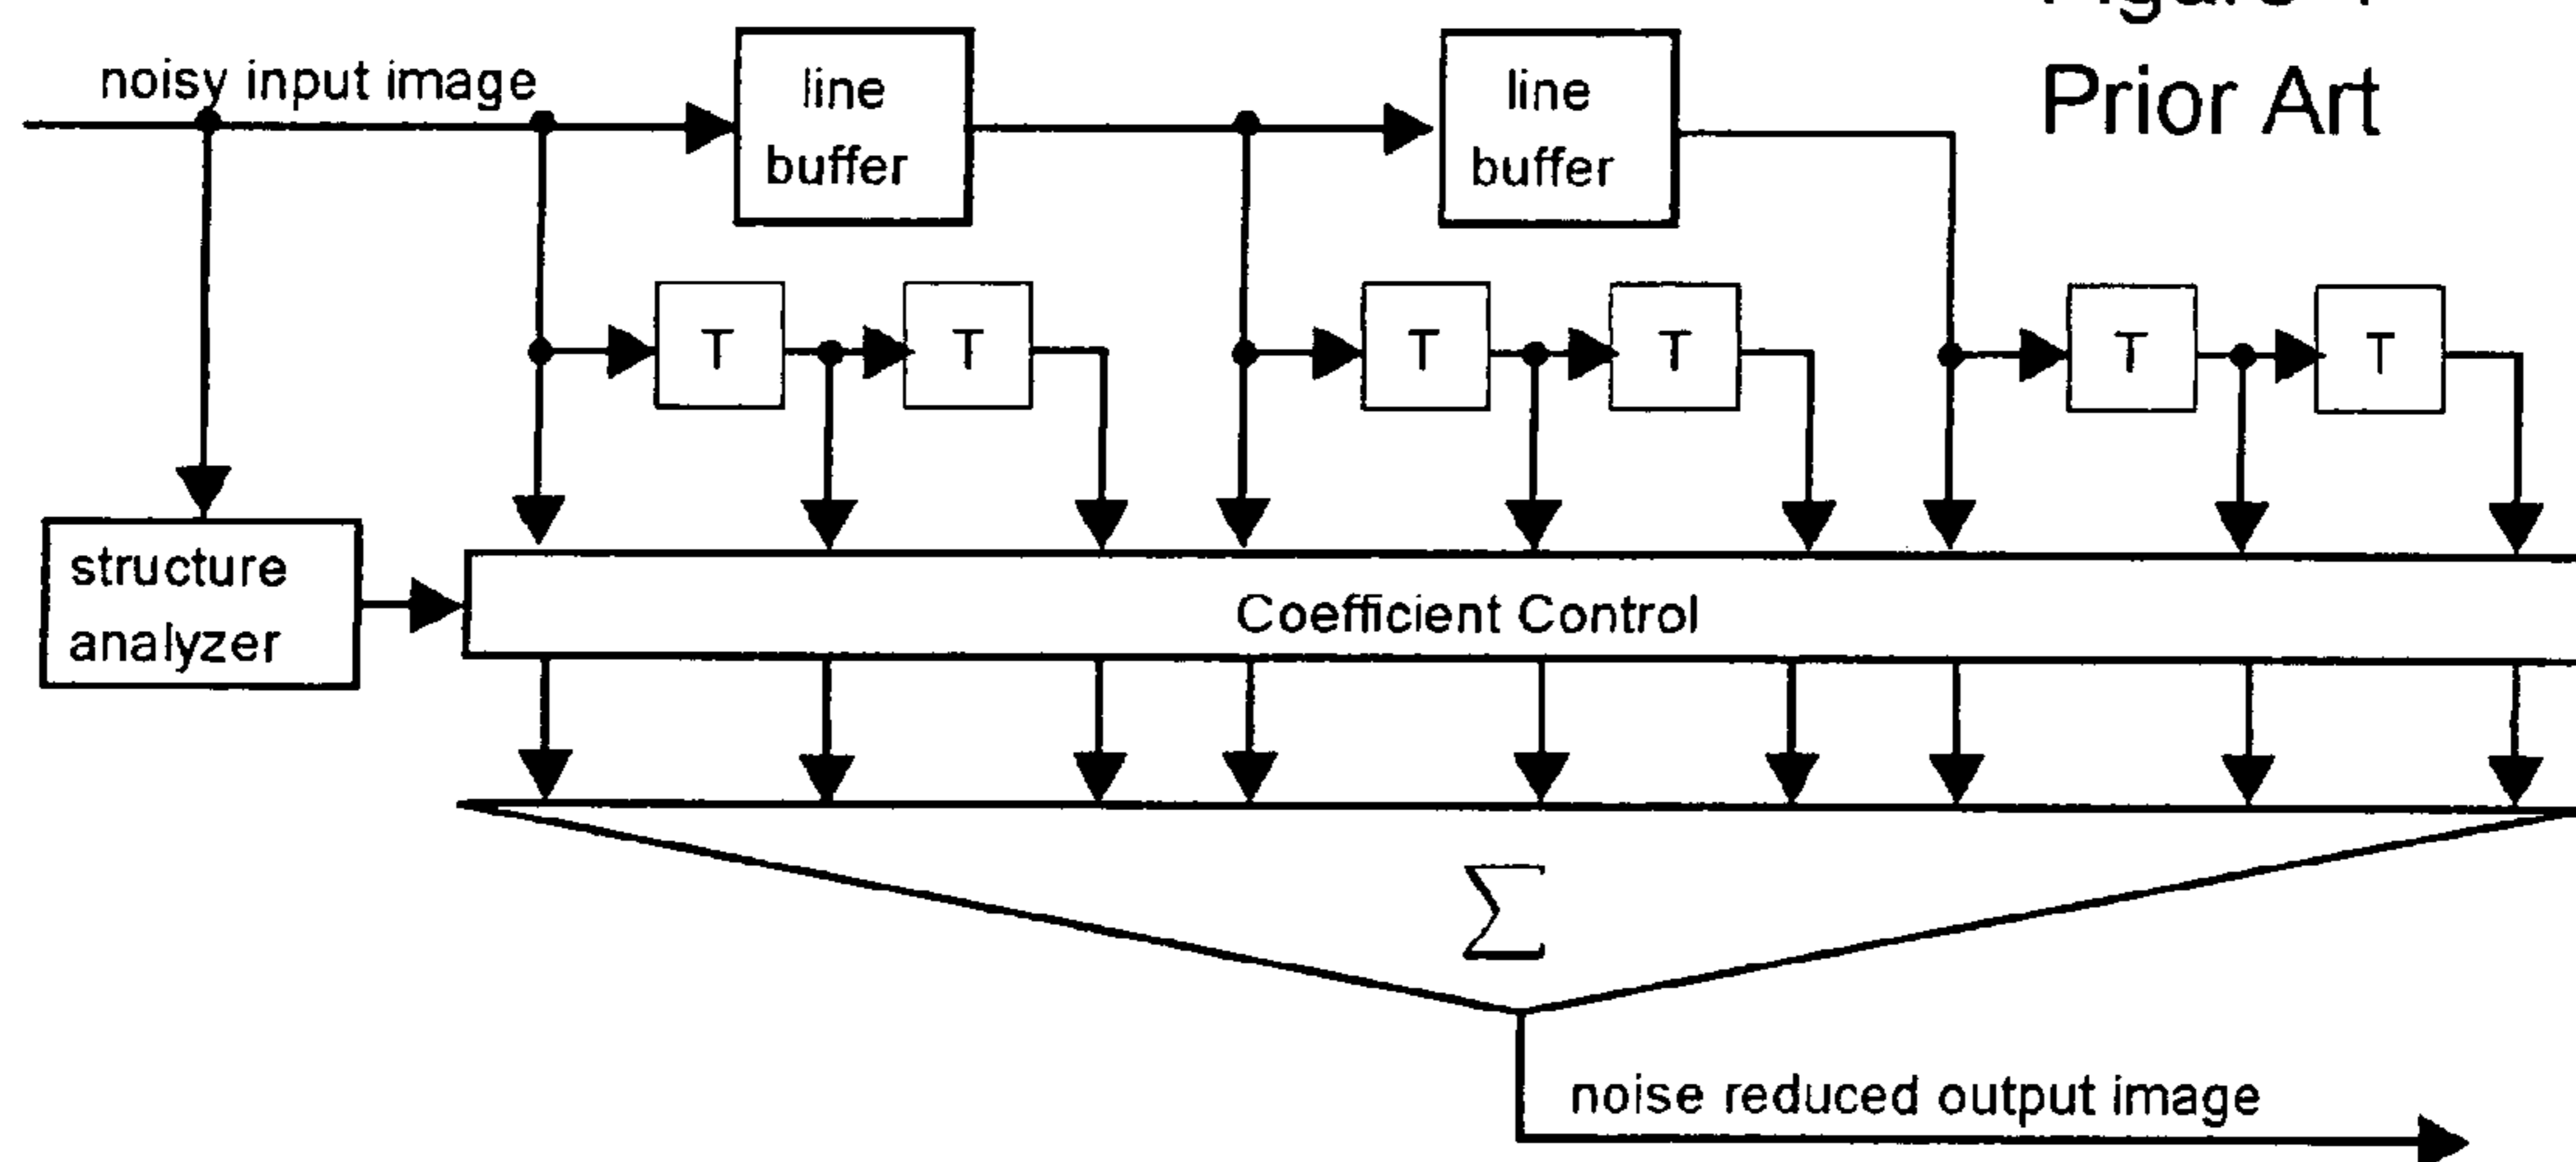 Prior Art
noisy input image
line
buffer
line
buffer
T
T
T
T
T
T
structure
analyzer
Coefficient Control
Σ
noise reduced output image